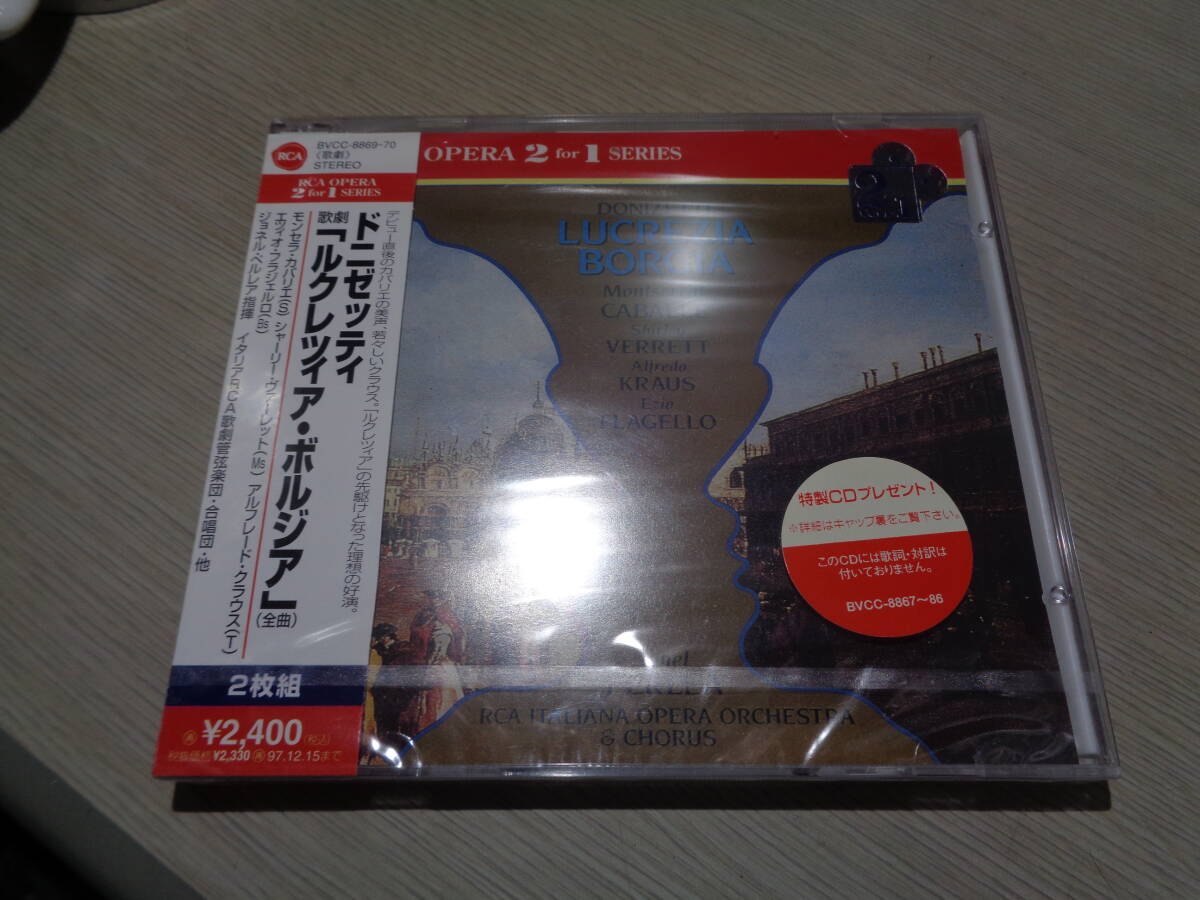 RCA
BVCC-8869-70
《歌劇》
STEREO
RCA OPERA
2 for 1 SERIES
デビュー直後のカバリエの美声、若々しいクラウス。「ルクレツィア」の先駆けとなった理想の好演。
ドニゼッティ
歌劇「ルクレツィア・ボルジア」(全曲)
モンセラ・カバリエ(S) シャーリー・ヴァーレット(Ms) アルフレード・クラウス(T)
エツィオ・フラジェルロ(Bs)
ジョネル・ペルレア指揮 イタリアRCA歌劇管弦楽団・合唱団・他
2枚組
¥2,400(税込)
税抜価格¥2,330 97.12.15まで
OPERA 2 for 1 SERIES
LUCREZIA
BORGIA
VERRETT
Alfredo
KRAUS
Ezio
FLAGELLO
RCA ITALIANA OPERA ORCHESTRA
& CHORUS
特製CDプレゼント!
※詳細はキャップ裏をご覧下さい。
このCDには歌詞・対訳は
付いておりません。
BVCC-8867〜86